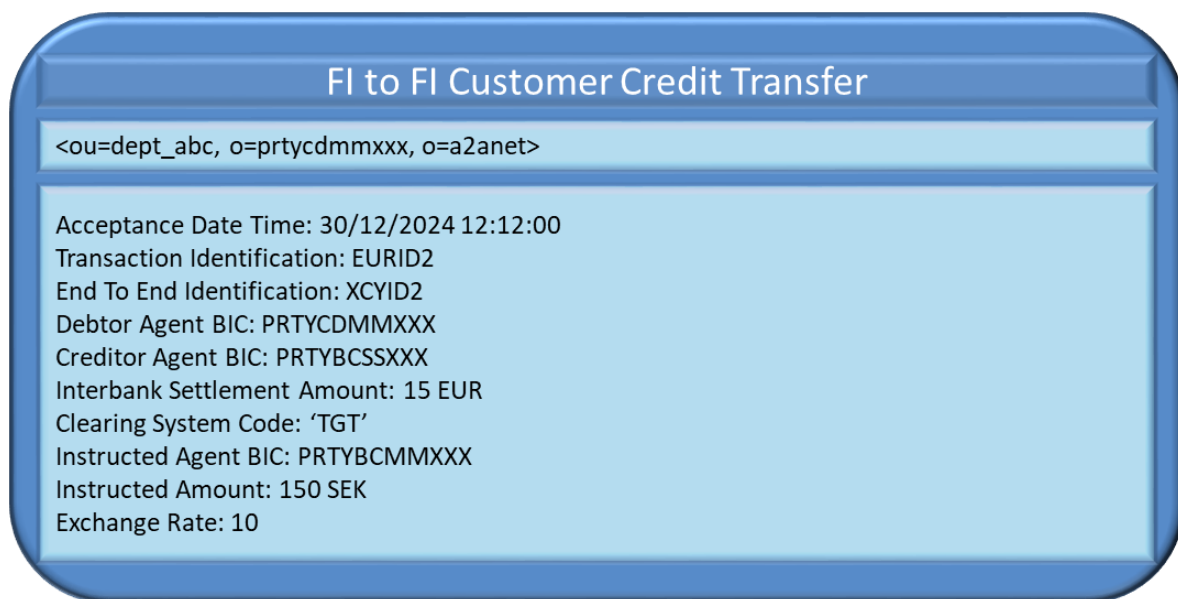 FI to FI Customer Credit Transfer
<ou=dept_abc, o=prtycdmmxxx, o=a2anet>
Acceptance Date Time: 30/12/2024 12:12:00
Transaction Identification: EURID2
End To End Identification: XCYID2
Debtor Agent BIC: PRTYCDMMXXX
Creditor Agent BIC: PRTYBCSSXXX
Interbank Settlement Amount: 15 EUR
Clearing System Code: ‘TGT’
Instructed Agent BIC: PRTYBCMMXXX
Instructed Amount: 150 SEK
Exchange Rate: 10